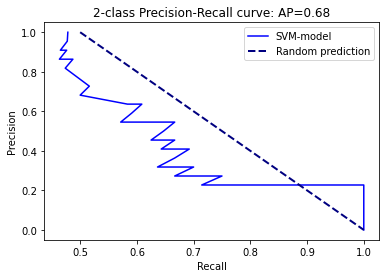 2-class Precision-Recall curve: AP=0.68
SVM-model
Random prediction
Precision
1.0
0.8
0.6
0.4
0.2
0.0
0.5
0.6
0.7
0.8
0.9
1.0
Recall